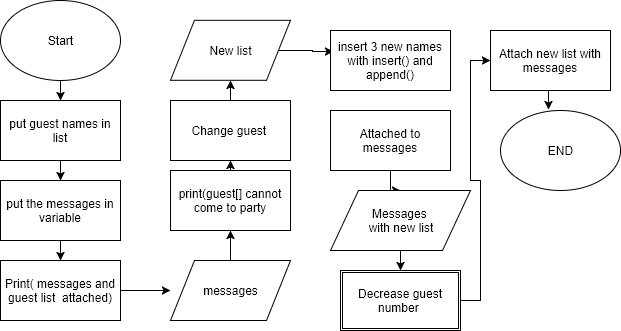 Start
put guest names in
list
put the messages in
variable
Print( messages and
guest list attached)
messages
print(guest[] cannot
come to party
Change guest
New list
insert 3 new names
with insert() and
append()
Attached to
messages
Messages
with new list
Decrease guest
number
Attach new list with
messages
END